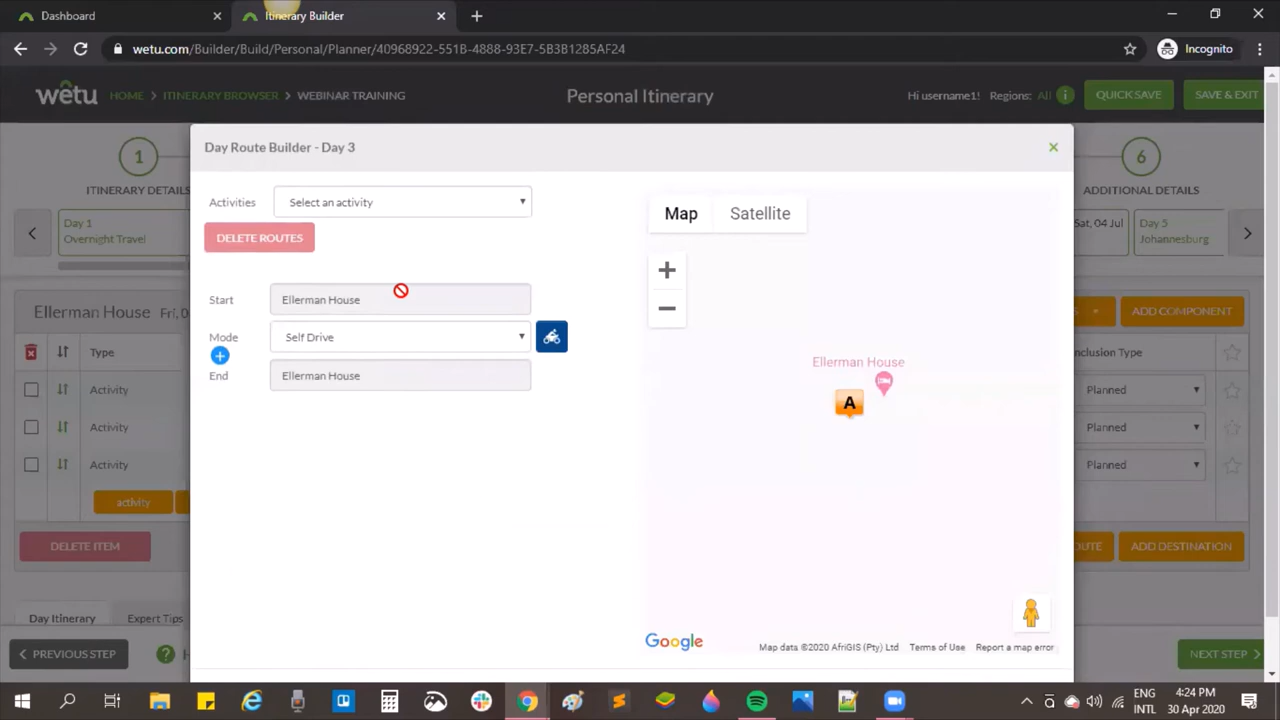 Dashboard
Itinerary Builder
wetu.com/Builder/Build/Personal/Planner/40968922-551B-4888-93E7-5B3B1285AF24
Incognito
wetu HOME > ITINERARY BROWSER > WEBINAR TRAINING
Personal Itinerary
Hi username1! Regions: All i
QUICK SAVE
SAVE & EXIT
Day Route Builder - Day 3
1
ITINERARY DETAILS
6
ADDITIONAL DETAILS
Activities Select an activity
DELETE ROUTES
Start Ellerman House
Mode Self Drive
End Ellerman House
Map Satellite
Ellerman House
A
Google
Map data ©2020 AfriGIS (Pty) Ltd Terms of Use Report a map error
Day 1
Overnight Travel
Sat, 04 Jul
Day 5
Johannesburg
Ellerman House Fri, 0
ADD COMPONENT
Type
clusion Type
Activity
Planned
Activity
Planned
Activity
Planned
activity
DELETE ITEM
UTE
ADD DESTINATION
Day Itinerary Expert Tips
PREVIOUS STEP
? H
NEXT STEP
ENG
INTL
4:24 PM
30 Apr 2020